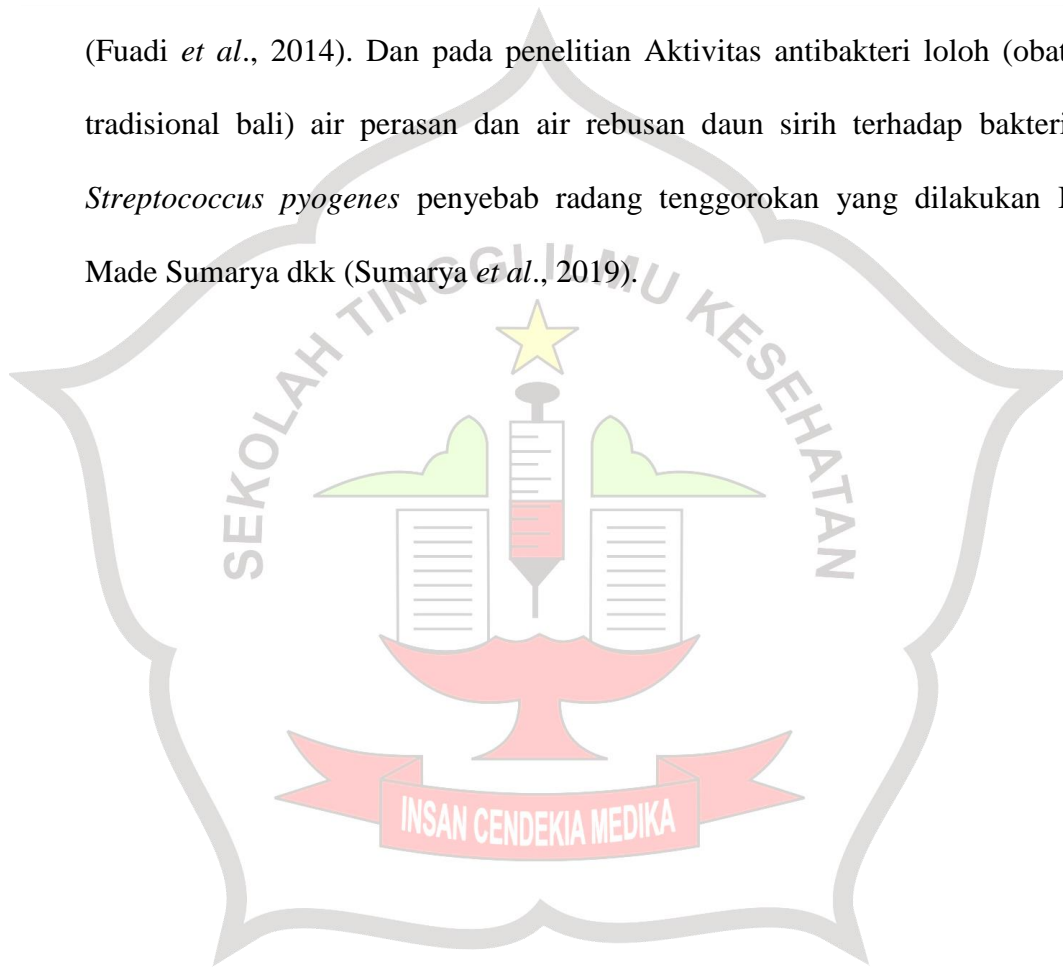 (Fuadi et al., 2014). Dan pada penelitian Aktivitas antibakteri loloh (obat
tradisional bali) air perasan dan air rebusan daun sirih terhadap bakteri
Streptococcus pyogenes penyebab radang tenggorokan yang dilakukan I
Made Sumarya dkk (Sumarya et al., 2019).
SEKOLAH TINGGI ILMU KESEHATAN
INSAN CENDEKIA MEDIKA